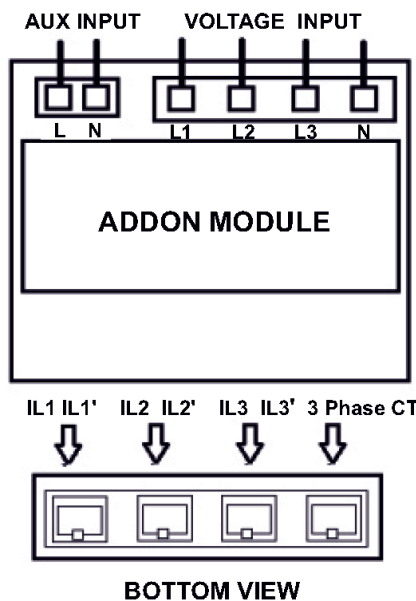 AUX INPUT VOLTAGE INPUT
L N L1 L2 L3 N
ADDON MODULE
IL1 IL1' IL2 IL2' IL3 IL3' 3 Phase CT
BOTTOM VIEW